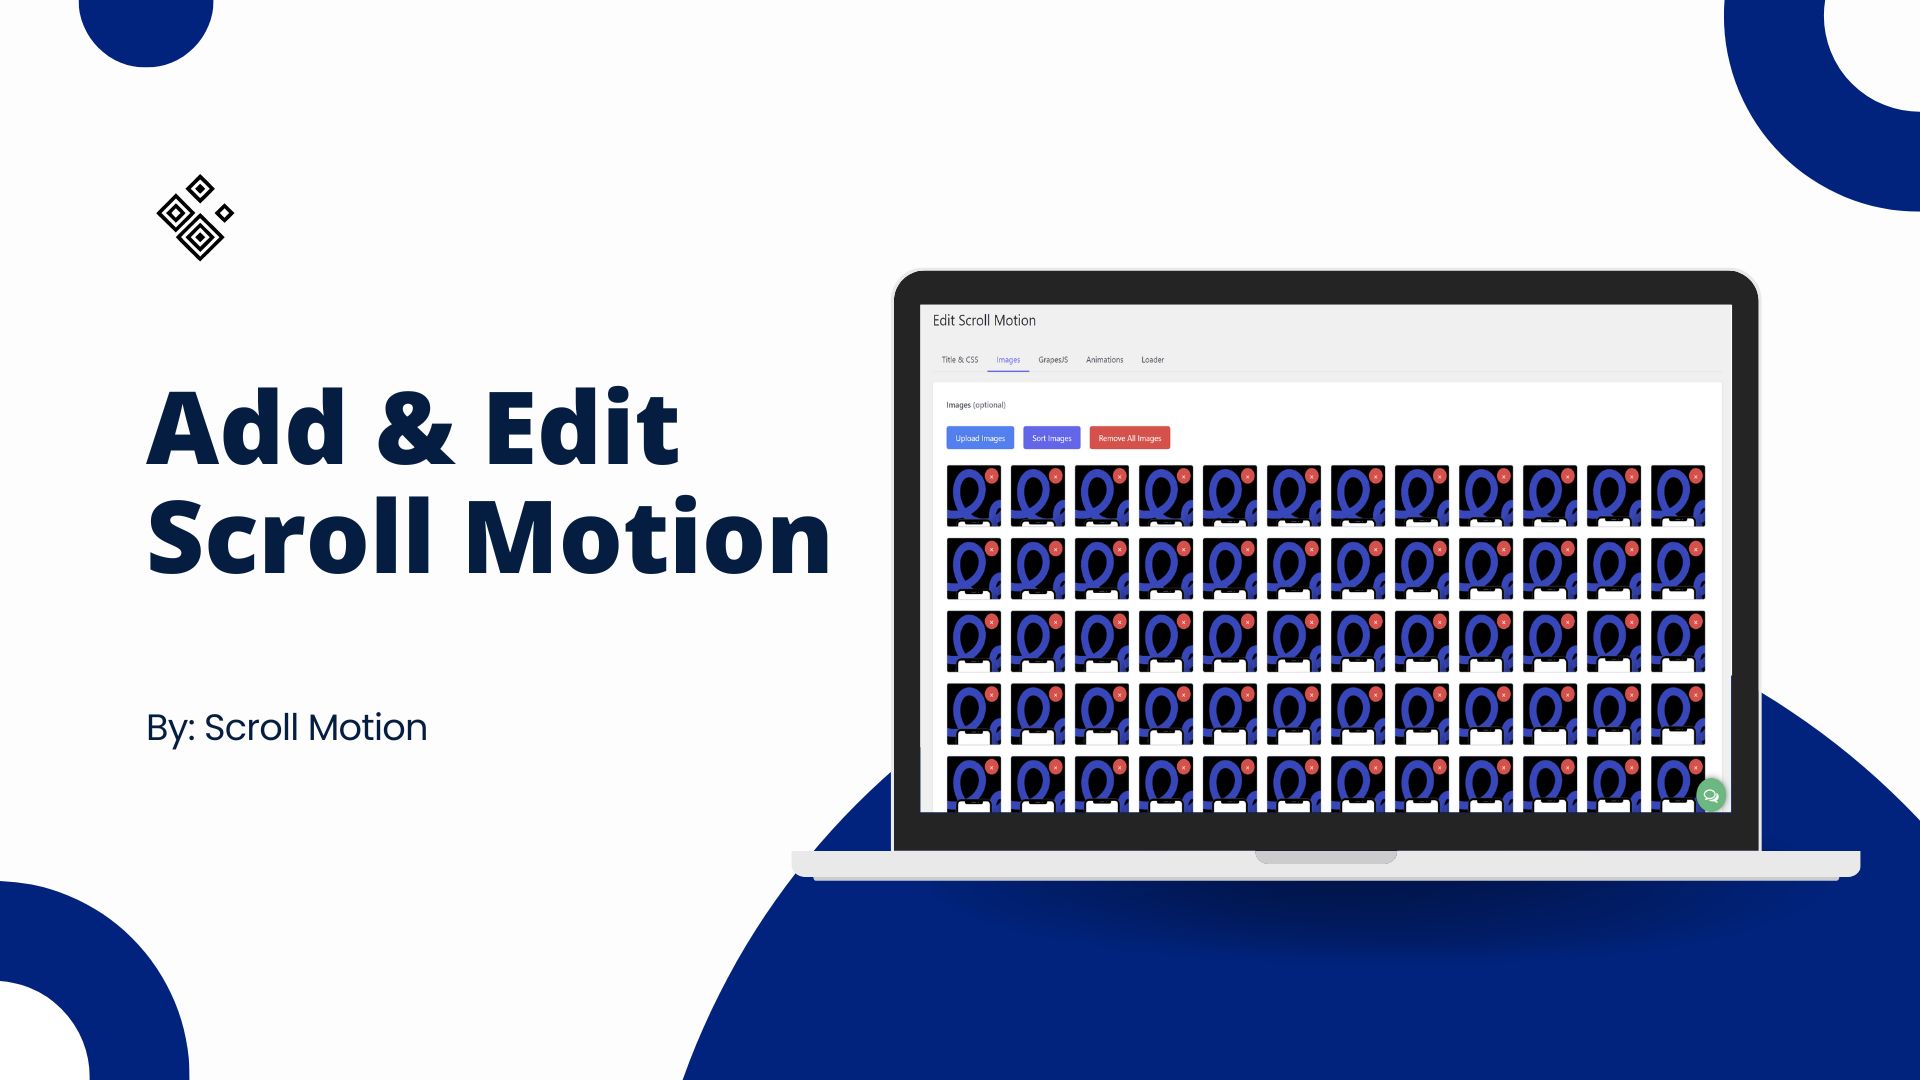 Add & Edit
Scroll Motion
By: Scroll Motion
Edit Scroll Motion
Title & CSS Images GrapesJS Animations Loader
Images (optional)
Upload Images Sort Images Remove All Images